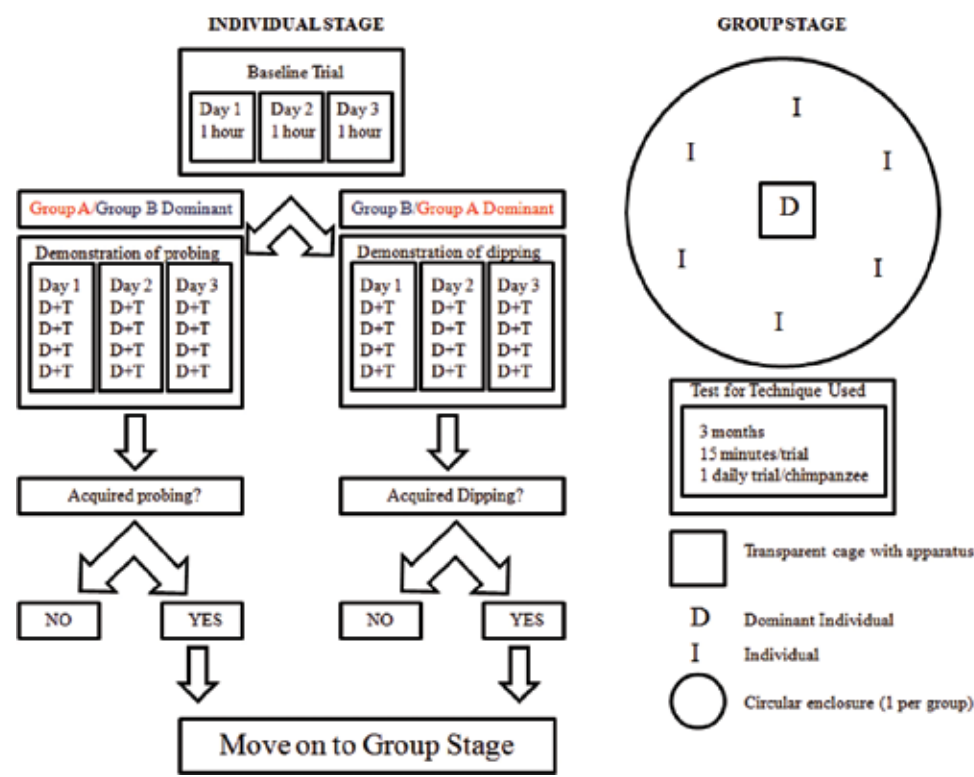 INDIVIDUAL STAGE
Baseline Trial
Day 1
1 hour
Day 2
1 hour
Day 3
1 hour
Group A/Group B Dominant
Demonstration of probing
Day 1
D+T
D+T
D+T
D+T
Day 2
D+T
D+T
D+T
D+T
Day 3
D+T
D+T
D+T
D+T
Acquired probing?
NO
YES
Group B/Group A Dominant
Demonstration of dipping
Day 1
D+T
D+T
D+T
D+T
Day 2
D+T
D+T
D+T
D+T
Day 3
D+T
D+T
D+T
D+T
Acquired Dipping?
NO
YES
Move on to Group Stage
GROUP STAGE
I
I
I
D
I
I
I
Test for Technique Used
3 months
15 minutes/trial
1 daily trial/chimpanzee
Transparent cage with apparatus
D Dominant Individual
I Individual
Circular enclosure (1 per group)